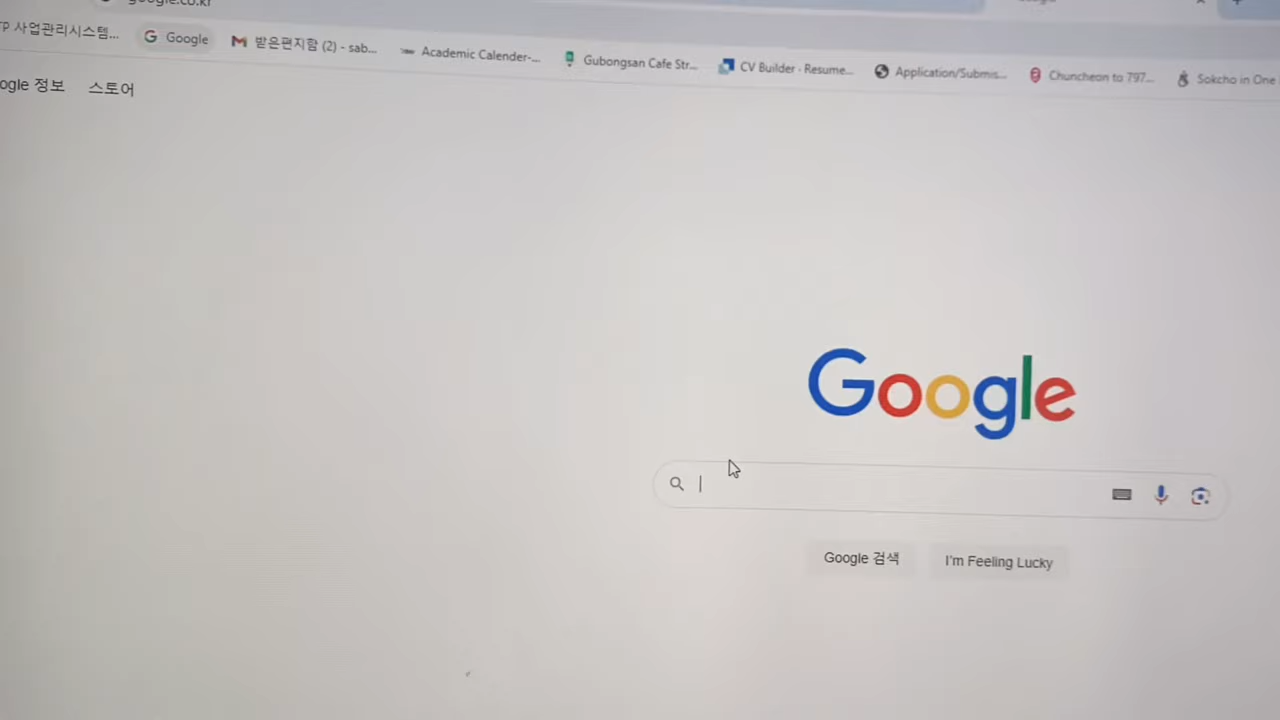 google.co.kr
TP 사업관리시스템...
Google
받은편지함 (2) - sab...
Academic Calender-...
Gubongsan Cafe Str...
CV Builder · Resume...
Application/Submis...
Chuncheon to 797...
Sokcho in One
ogle 정보
스토어
Google
Google 검색
I'm Feeling Lucky